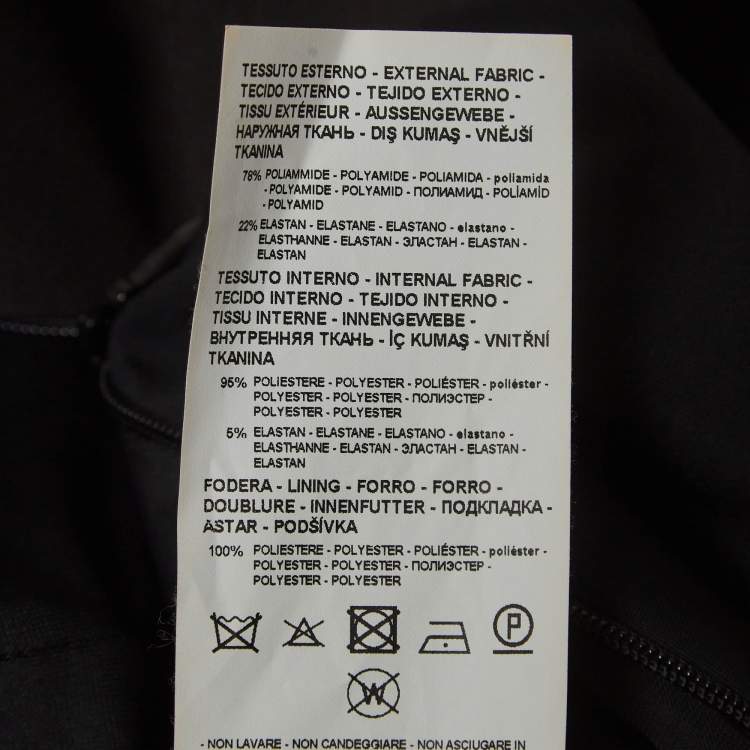 TESSUTO ESTERNO - EXTERNAL FABRIC -
TECIDO EXTERNO - TEJIDO EXTERNO -
TISSU EXTÉRIEUR - AUSSENGEWEBE -
НАРУЖНАЯ ТКАНЬ - DIŞ KUMAŞ - VNĚJŠÍ
TKANINA
78% POLIAMMIDE - POLYAMIDE - POLIAMIDA - poliamida
- POLYAMIDE - POLYAMID - ПОЛИАМИД - POLİAMİD
- POLYAMID
22% ELASTAN - ELASTANE - ELASTANO - elastano -
ELASTHANNE - ELASTAN - ЭЛАСТАН - ELASTAN -
ELASTAN
TESSUTO INTERNO - INTERNAL FABRIC -
TECIDO INTERNO - TEJIDO INTERNO -
TISSU INTERNE - INNENGEWEBE -
ВНУТРЕННЯЯ ТКАНЬ - İÇ KUMAŞ - VNITŘNÍ
TKANINA
95% POLIESTERE - POLYESTER - POLIÉSTER - poliéster -
POLYESTER - POLYESTER - ПОЛИЭСТЕР -
POLYESTER - POLYESTER
5% ELASTAN - ELASTANE - ELASTANO - elastano -
ELASTHANNE - ELASTAN - ЭЛАСТАН - ELASTAN -
ELASTAN
FODERA - LINING - FORRO - FORRO -
DOUBLURE - INNENFUTTER - ПОДКЛАДКА -
ASTAR - PODŠÍVKA
100% POLIESTERE - POLYESTER - POLIÉSTER - poliéster -
POLYESTER - POLYESTER - ПОЛИЭСТЕР -
POLYESTER - POLYESTER
P
W
- NON LAVARE - NON CANDEGGIARE - NON ASCIUGARE IN